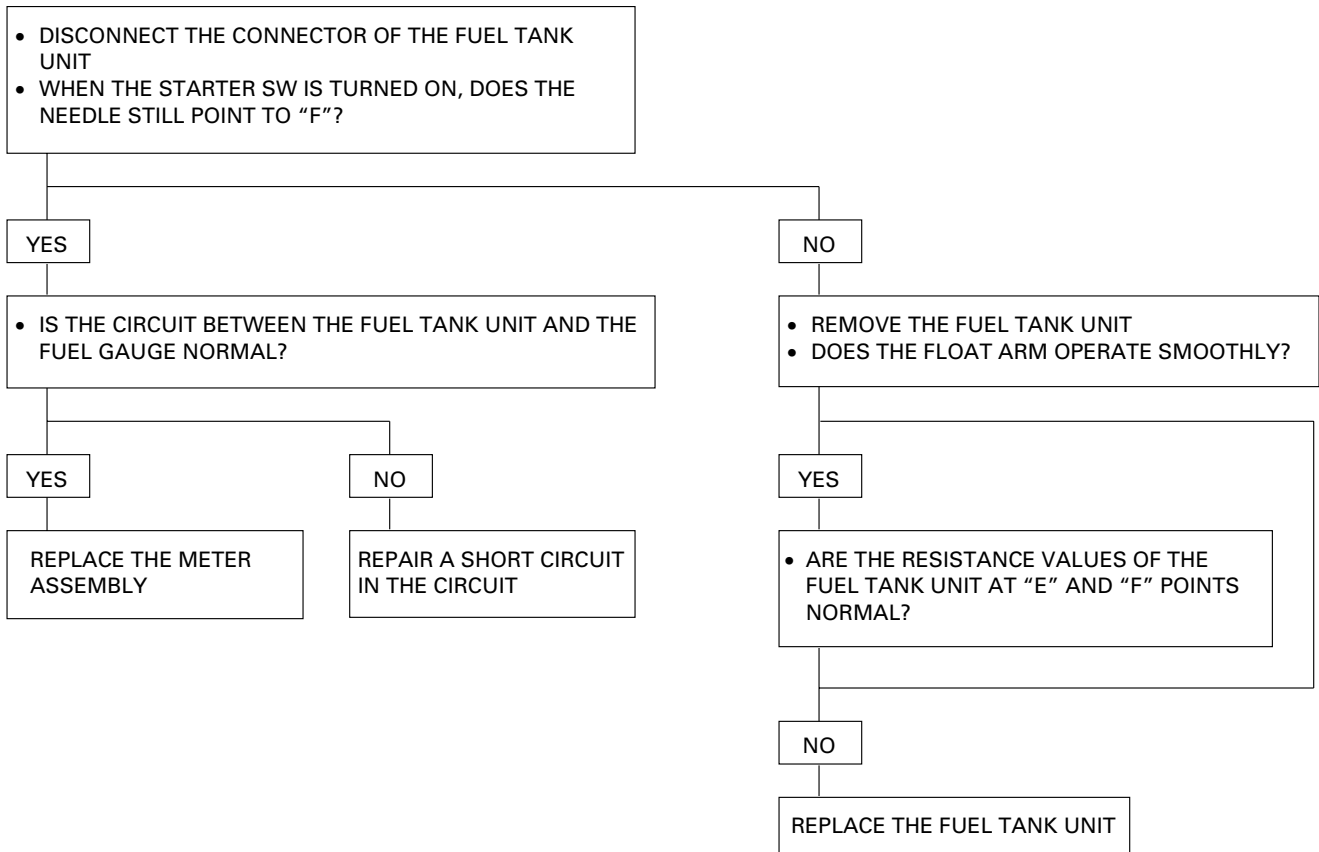 • DISCONNECT THE CONNECTOR OF THE FUEL TANK
UNIT
• WHEN THE STARTER SW IS TURNED ON, DOES THE
NEEDLE STILL POINT TO “F”?
YES
NO
• IS THE CIRCUIT BETWEEN THE FUEL TANK UNIT AND THE
FUEL GAUGE NORMAL?
• REMOVE THE FUEL TANK UNIT
• DOES THE FLOAT ARM OPERATE SMOOTHLY?
YES
NO
YES
REPLACE THE METER
ASSEMBLY
REPAIR A SHORT CIRCUIT
IN THE CIRCUIT
• ARE THE RESISTANCE VALUES OF THE
FUEL TANK UNIT AT “E” AND “F” POINTS
NORMAL?
NO
REPLACE THE FUEL TANK UNIT